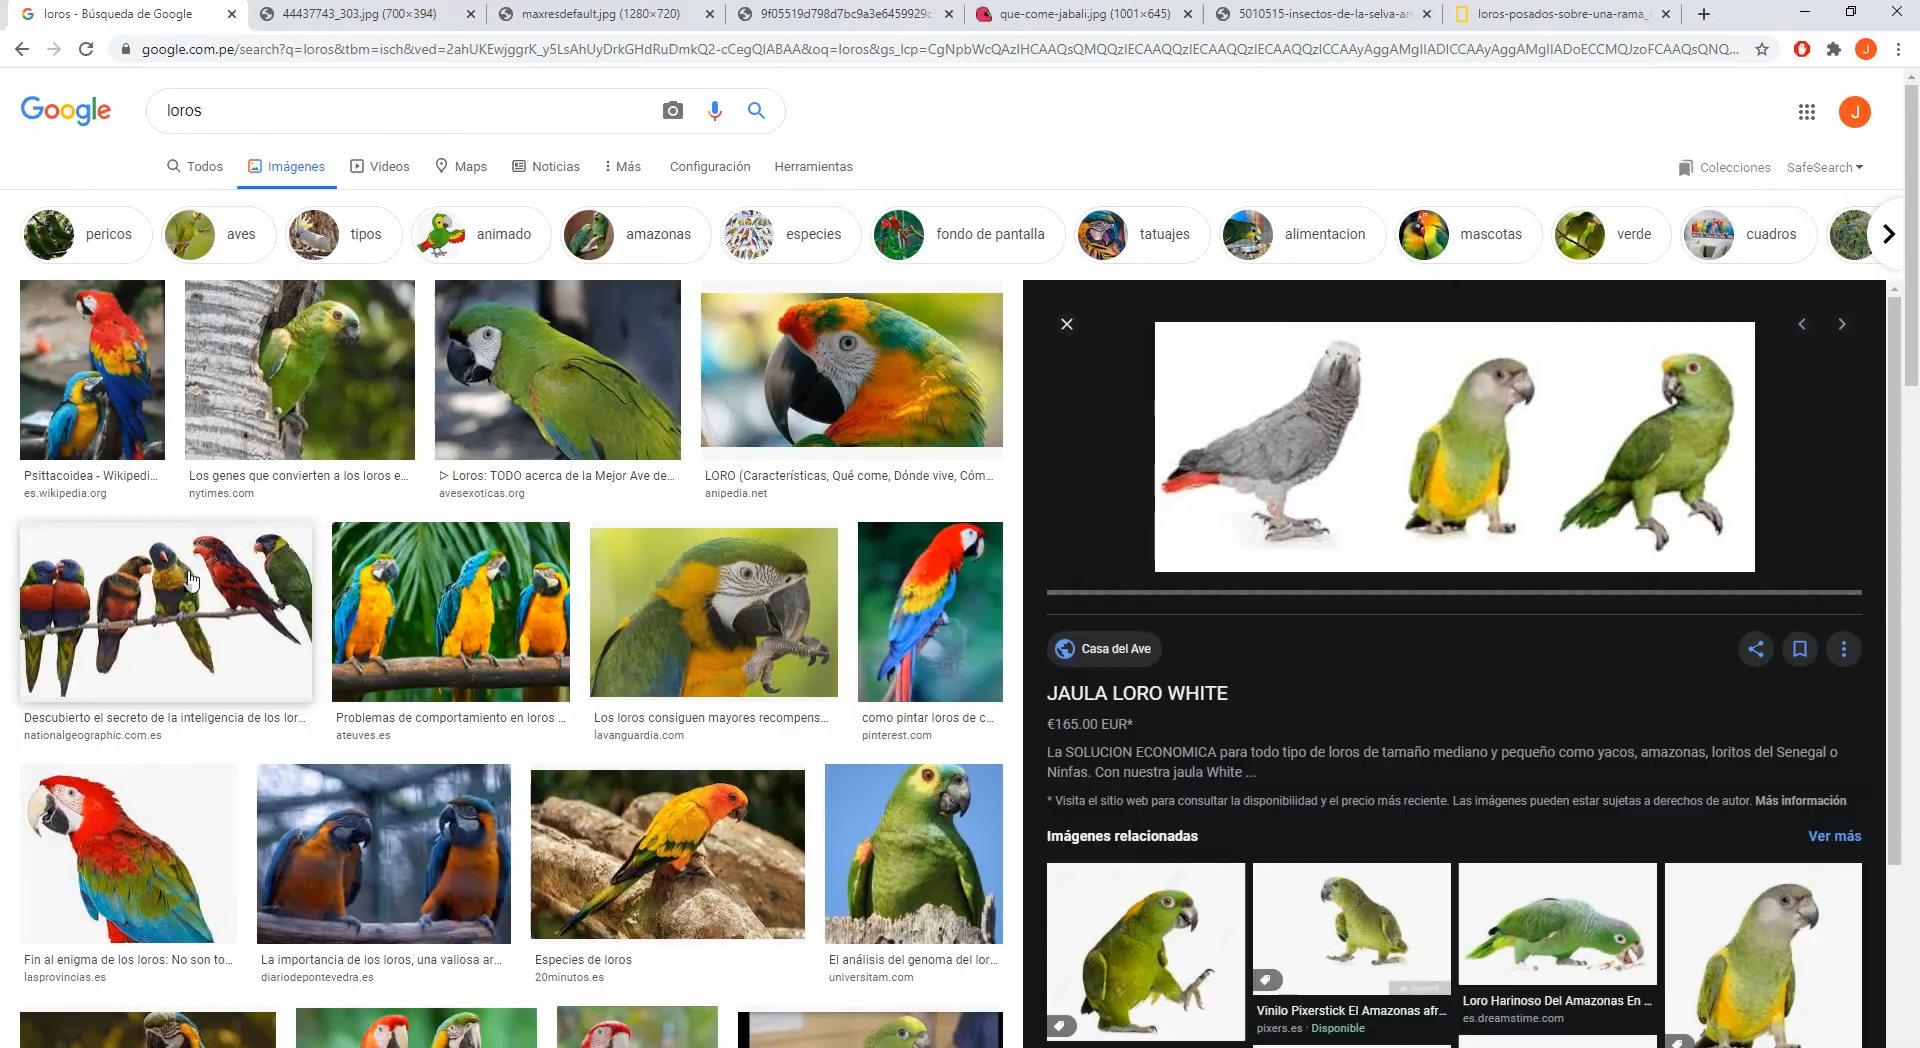 loros - Búsqueda de Google
44437743_303.jpg (700×394)
maxresdefault.jpg (1280×720)
que-come-jabali.jpg (1001×645)
5010515-insectos-de-la-selva-am
loros-posados-sobre-una-rama_
Google
loros
J
Todos
Imágenes
Videos
Maps
Noticias
Más
Configuración
Herramientas
Colecciones
SafeSearch
pericos
aves
tipos
animado
amazonas
especies
fondo de pantalla
tatuajes
alimentacion
mascotas
verde
cuadros
Psittacoidea - Wikipedi...
es.wikipedia.org
Los genes que convierten a los loros e...
nytimes.com
ᐅ Loros: TODO acerca de la Mejor Ave de...
avesexoticas.org
LORO (Características, Qué come, Dónde vive, Cóm...
anipedia.net
Descubierto el secreto de la inteligencia de los lor...
nationalgeographic.com.es
Problemas de comportamiento en loros ...
ateuves.es
Los loros consiguen mayores recompens...
lavanguardia.com
como pintar loros de c...
pinterest.com
Fin al enigma de los loros: No son to...
lasprovincias.es
La importancia de los loros, una valiosa ar...
diariodepontevedra.es
Especies de loros
20minutos.es
El análisis del genoma del lor...
universitam.com
Casa del Ave
JAULA LORO WHITE
€165.00 EUR*
La SOLUCION ECONOMICA para todo tipo de loros de tamaño mediano y pequeño como yacos, amazonas, loritos del Senegal o
Ninfas. Con nuestra jaula White ...
* Visita el sitio web para consultar la disponibilidad y el precio más reciente. Las imágenes pueden estar sujetas a derechos de autor. Más información
Imágenes relacionadas
Ver más
Vinilo Pixerstick El Amazonas afr...
pixers.es · Disponible
Loro Harinoso Del Amazonas En ...
es.dreamstime.com